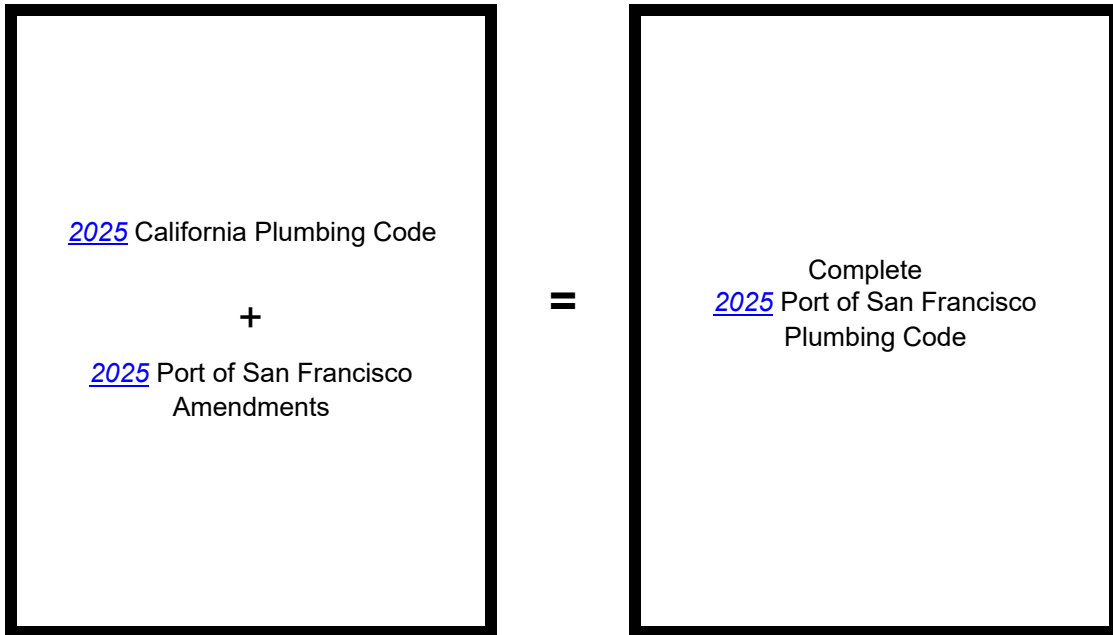 2025 California Plumbing Code
+
2025 Port of San Francisco
Amendments
=
Complete
2025 Port of San Francisco
Plumbing Code